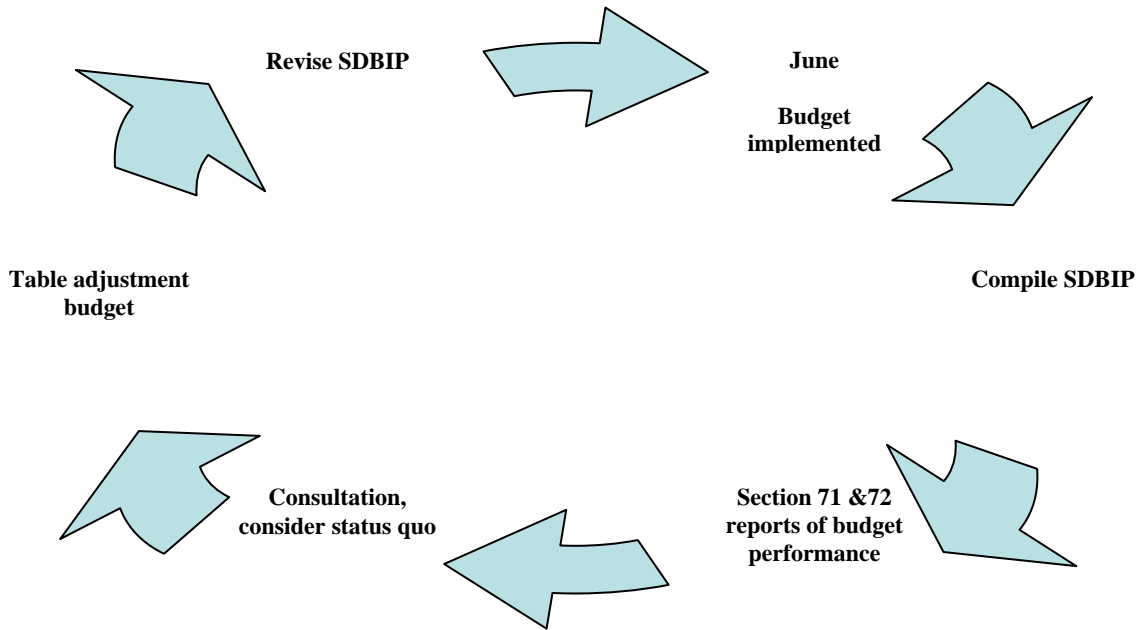 Revise SDBIP
June
Budget
implemented
Compile SDBIP
Section 71 &72
reports of budget
performance
Consultation,
consider status quo
Table adjustment
budget